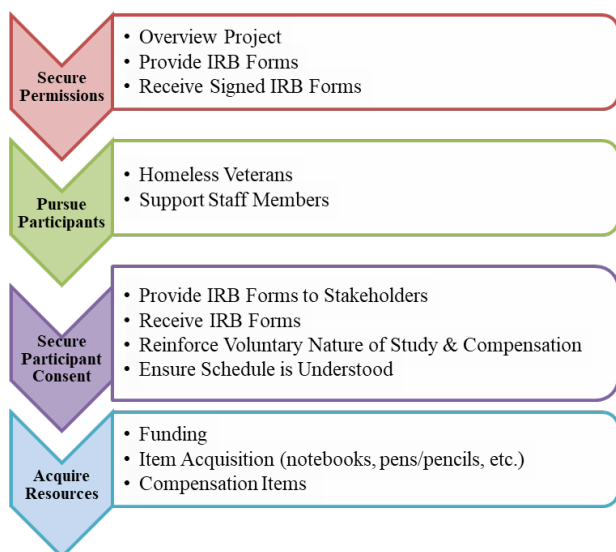 Secure
Permissions
• Overview Project
• Provide IRB Forms
• Receive Signed IRB Forms
Pursue
Participants
• Homeless Veterans
• Support Staff Members
Secure
Participant
Consent
• Provide IRB Forms to Stakeholders
• Receive IRB Forms
• Reinforce Voluntary Nature of Study & Compensation
• Ensure Schedule is Understood
Acquire
Resources
• Funding
• Item Acquisition (notebooks, pens/pencils, etc.)
• Compensation Items